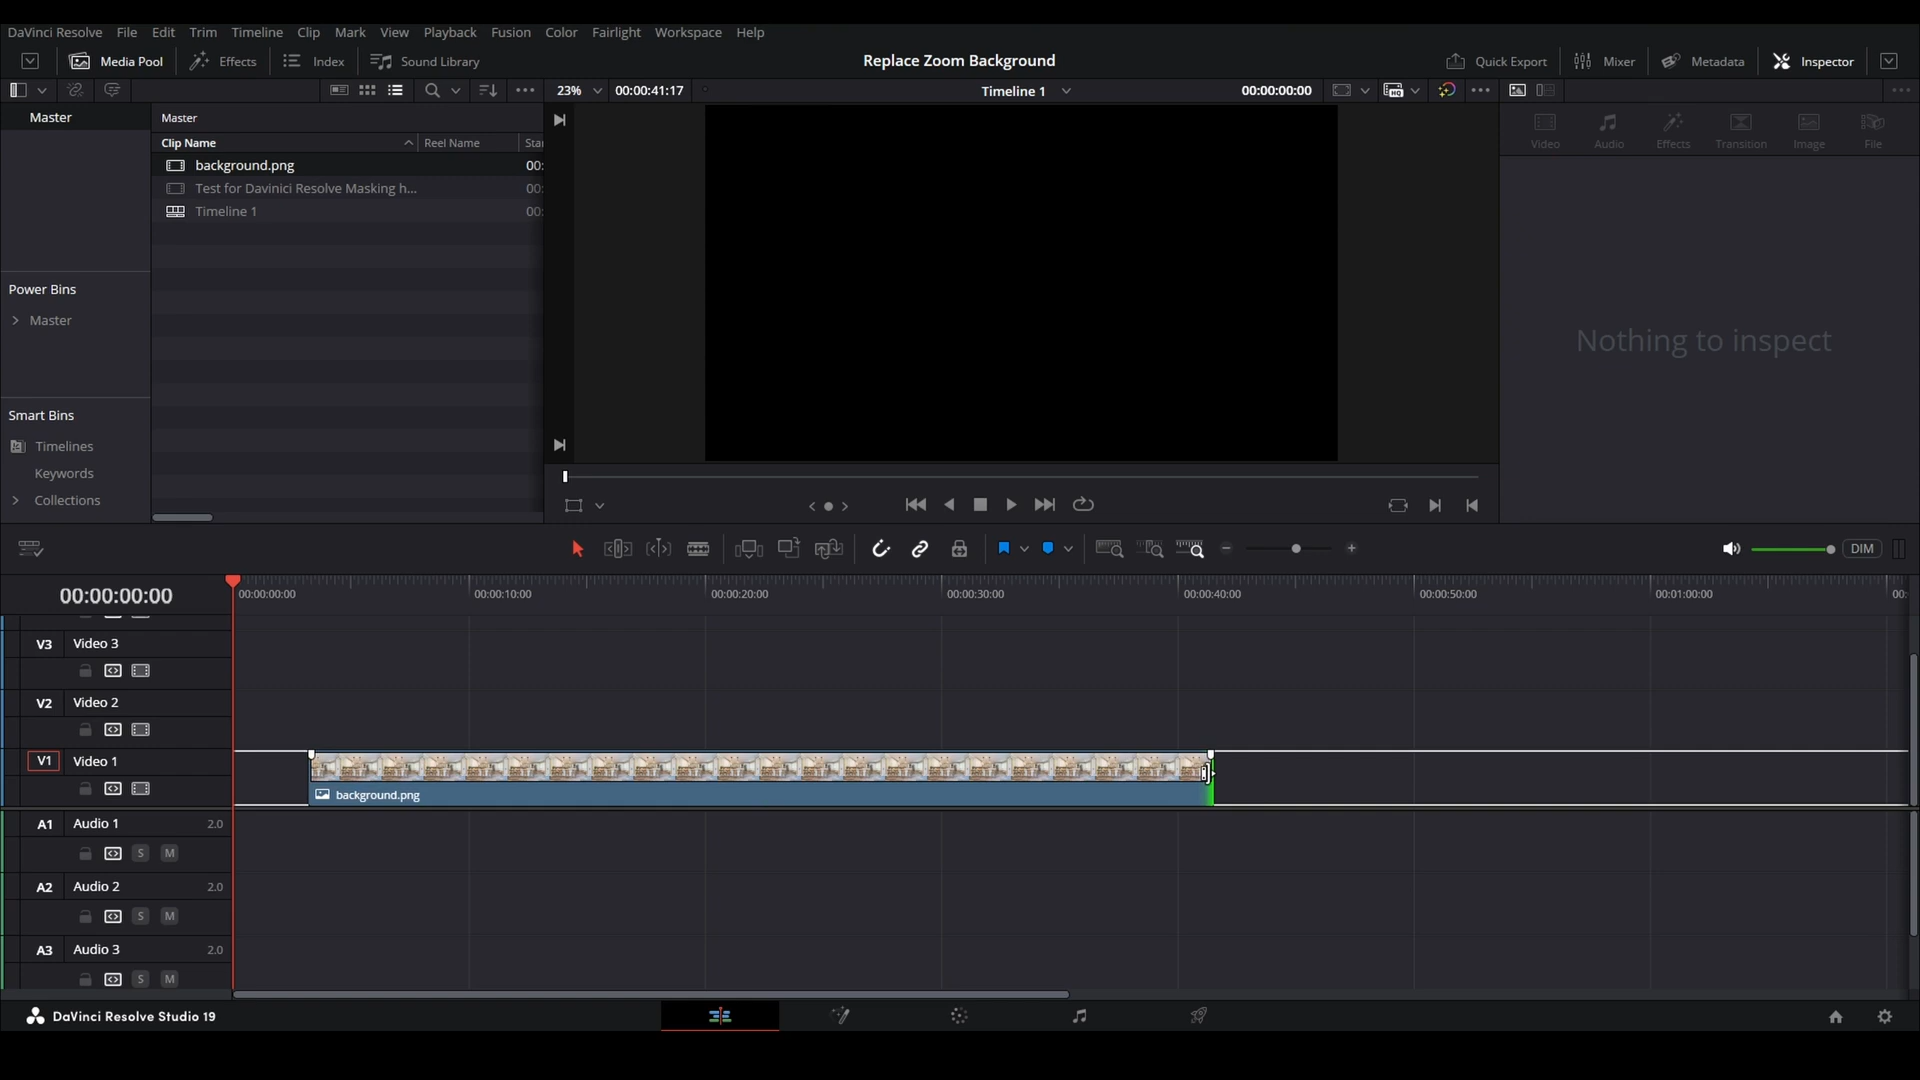 DaVinci Resolve File Edit Trim Timeline Clip Mark View Playback Fusion Color Fairlight Workspace Help
Media Pool Effects Index Sound Library Replace Zoom Background Quick Export Mixer Metadata Inspector
23% 00:00:41:17 Timeline 1 00:00:00:00
Master
Master
Clip Name Reel Name Star
background.png 00:
Test for Davinici Resolve Masking h... 00:
Timeline 1 00:
Power Bins
Master
Smart Bins
Timelines
Keywords
Collections
Video Audio Effects Transition Image File
Nothing to inspect
DIM
00:00:00:00
00:00:00:00 00:00:10:00 00:00:20:00 00:00:30:00 00:00:40:00 00:00:50:00 00:01:00:00 00:
V3 Video 3
V2 Video 2
V1 Video 1
background.png
A1 Audio 1 2.0
S M
A2 Audio 2 2.0
S M
A3 Audio 3 2.0
S M
DaVinci Resolve Studio 19